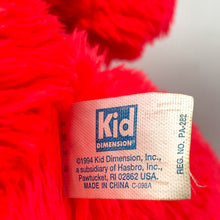 Kid
DIMENSION®
©1994 Kid Dimension, Inc.,
a subsidiary of Hasbro, Inc.,
Pawtucket, RI 02862 USA.
MADE IN CHINA C-098A
REG. NO. PA-282